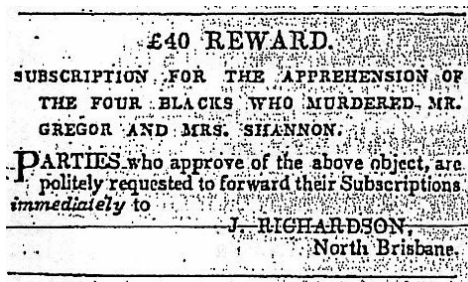 £40 REWARD.
SUBSCRIPTION FOR THE APPREHENSION OF
THE FOUR BLACKS WHO MURDERED MR.
GREGOR AND MRS. SHANNON.
PARTIES who approve of the above object, are
politely requested to forward their Subscriptions
immediately to
J. RICHARDSON,
North Brisbane.